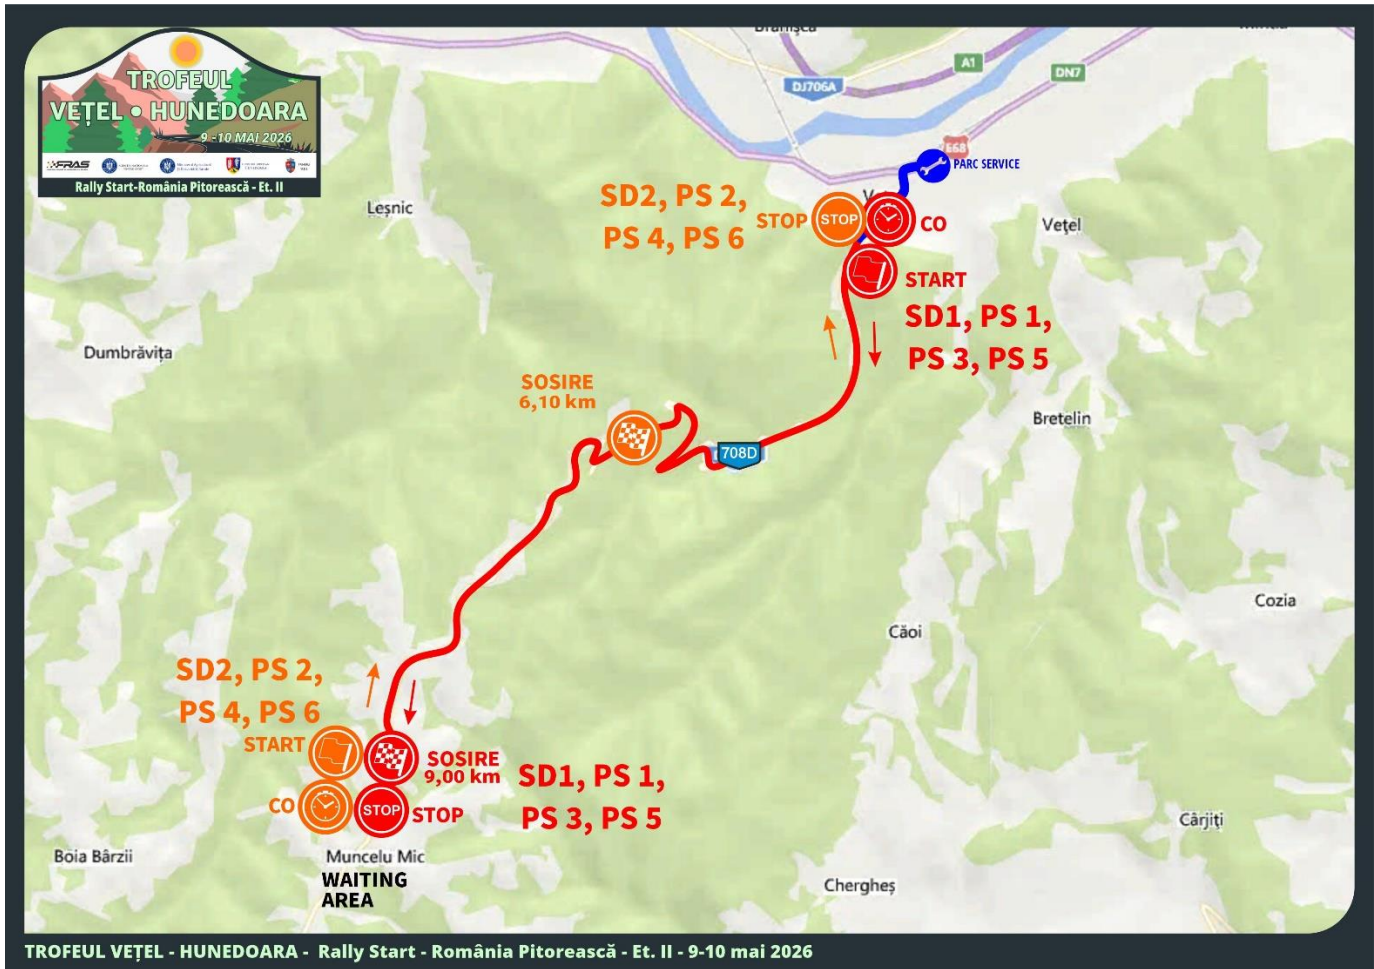 Branișca
A1
DJ706A
DN7
TROFEUL
VEȚEL • HUNEDOARA
9 -10 MAI 2026
FRAS
Rally Start-România Pitorească - Et. II
E68
PARC SERVICE
Leșnic
SD2, PS 2,
PS 4, PS 6
STOP
STOP
CO
Vețel
START
SD1, PS 1,
PS 3, PS 5
Dumbrăvița
SOSIRE
6,10 km
Bretelin
708D
Cozia
Căoi
SD2, PS 2,
PS 4, PS 6
START
SOSIRE
9,00 km
SD1, PS 1,
PS 3, PS 5
CO
STOP
STOP
Cârjiți
Boia Bârzii
Muncelu Mic
WAITING
AREA
Chergheș
TROFEUL VEȚEL - HUNEDOARA - Rally Start - România Pitorească - Et. II - 9-10 mai 2026